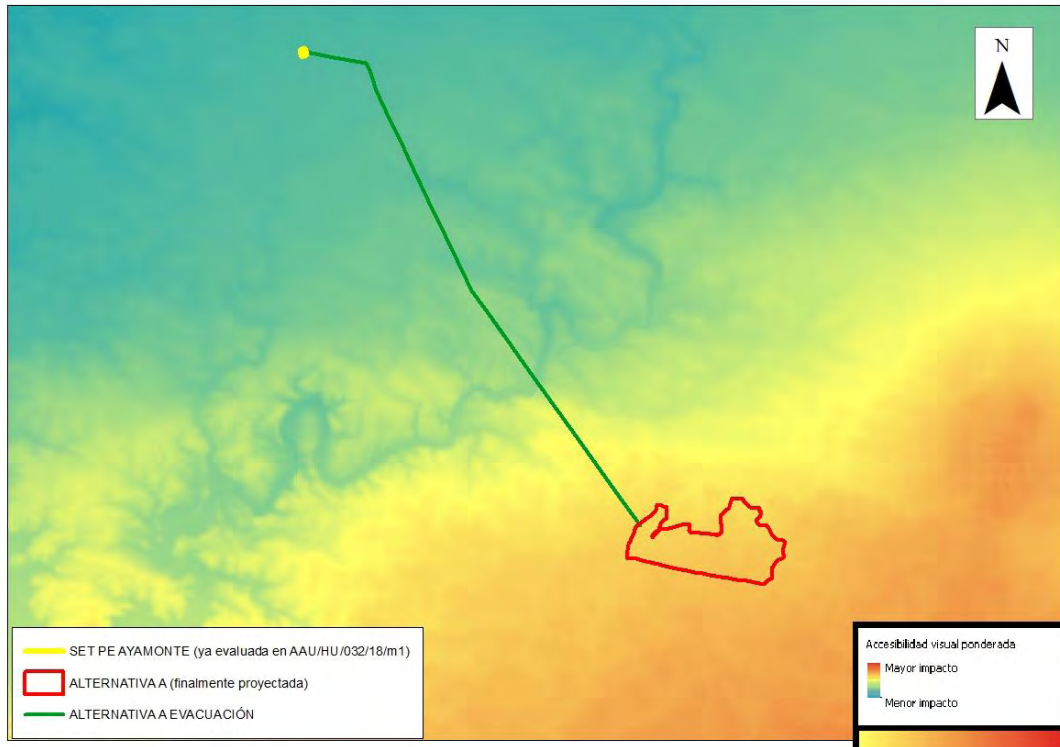 N
SET PE AYAMONTE (ya evaluada en AAU/HU/032/18/m1)
ALTERNATIVA A (finalmente proyectada)
ALTERNATIVA A EVACUACIÓN
Accesibilidad visual ponderada
Mayor impacto
Menor impacto